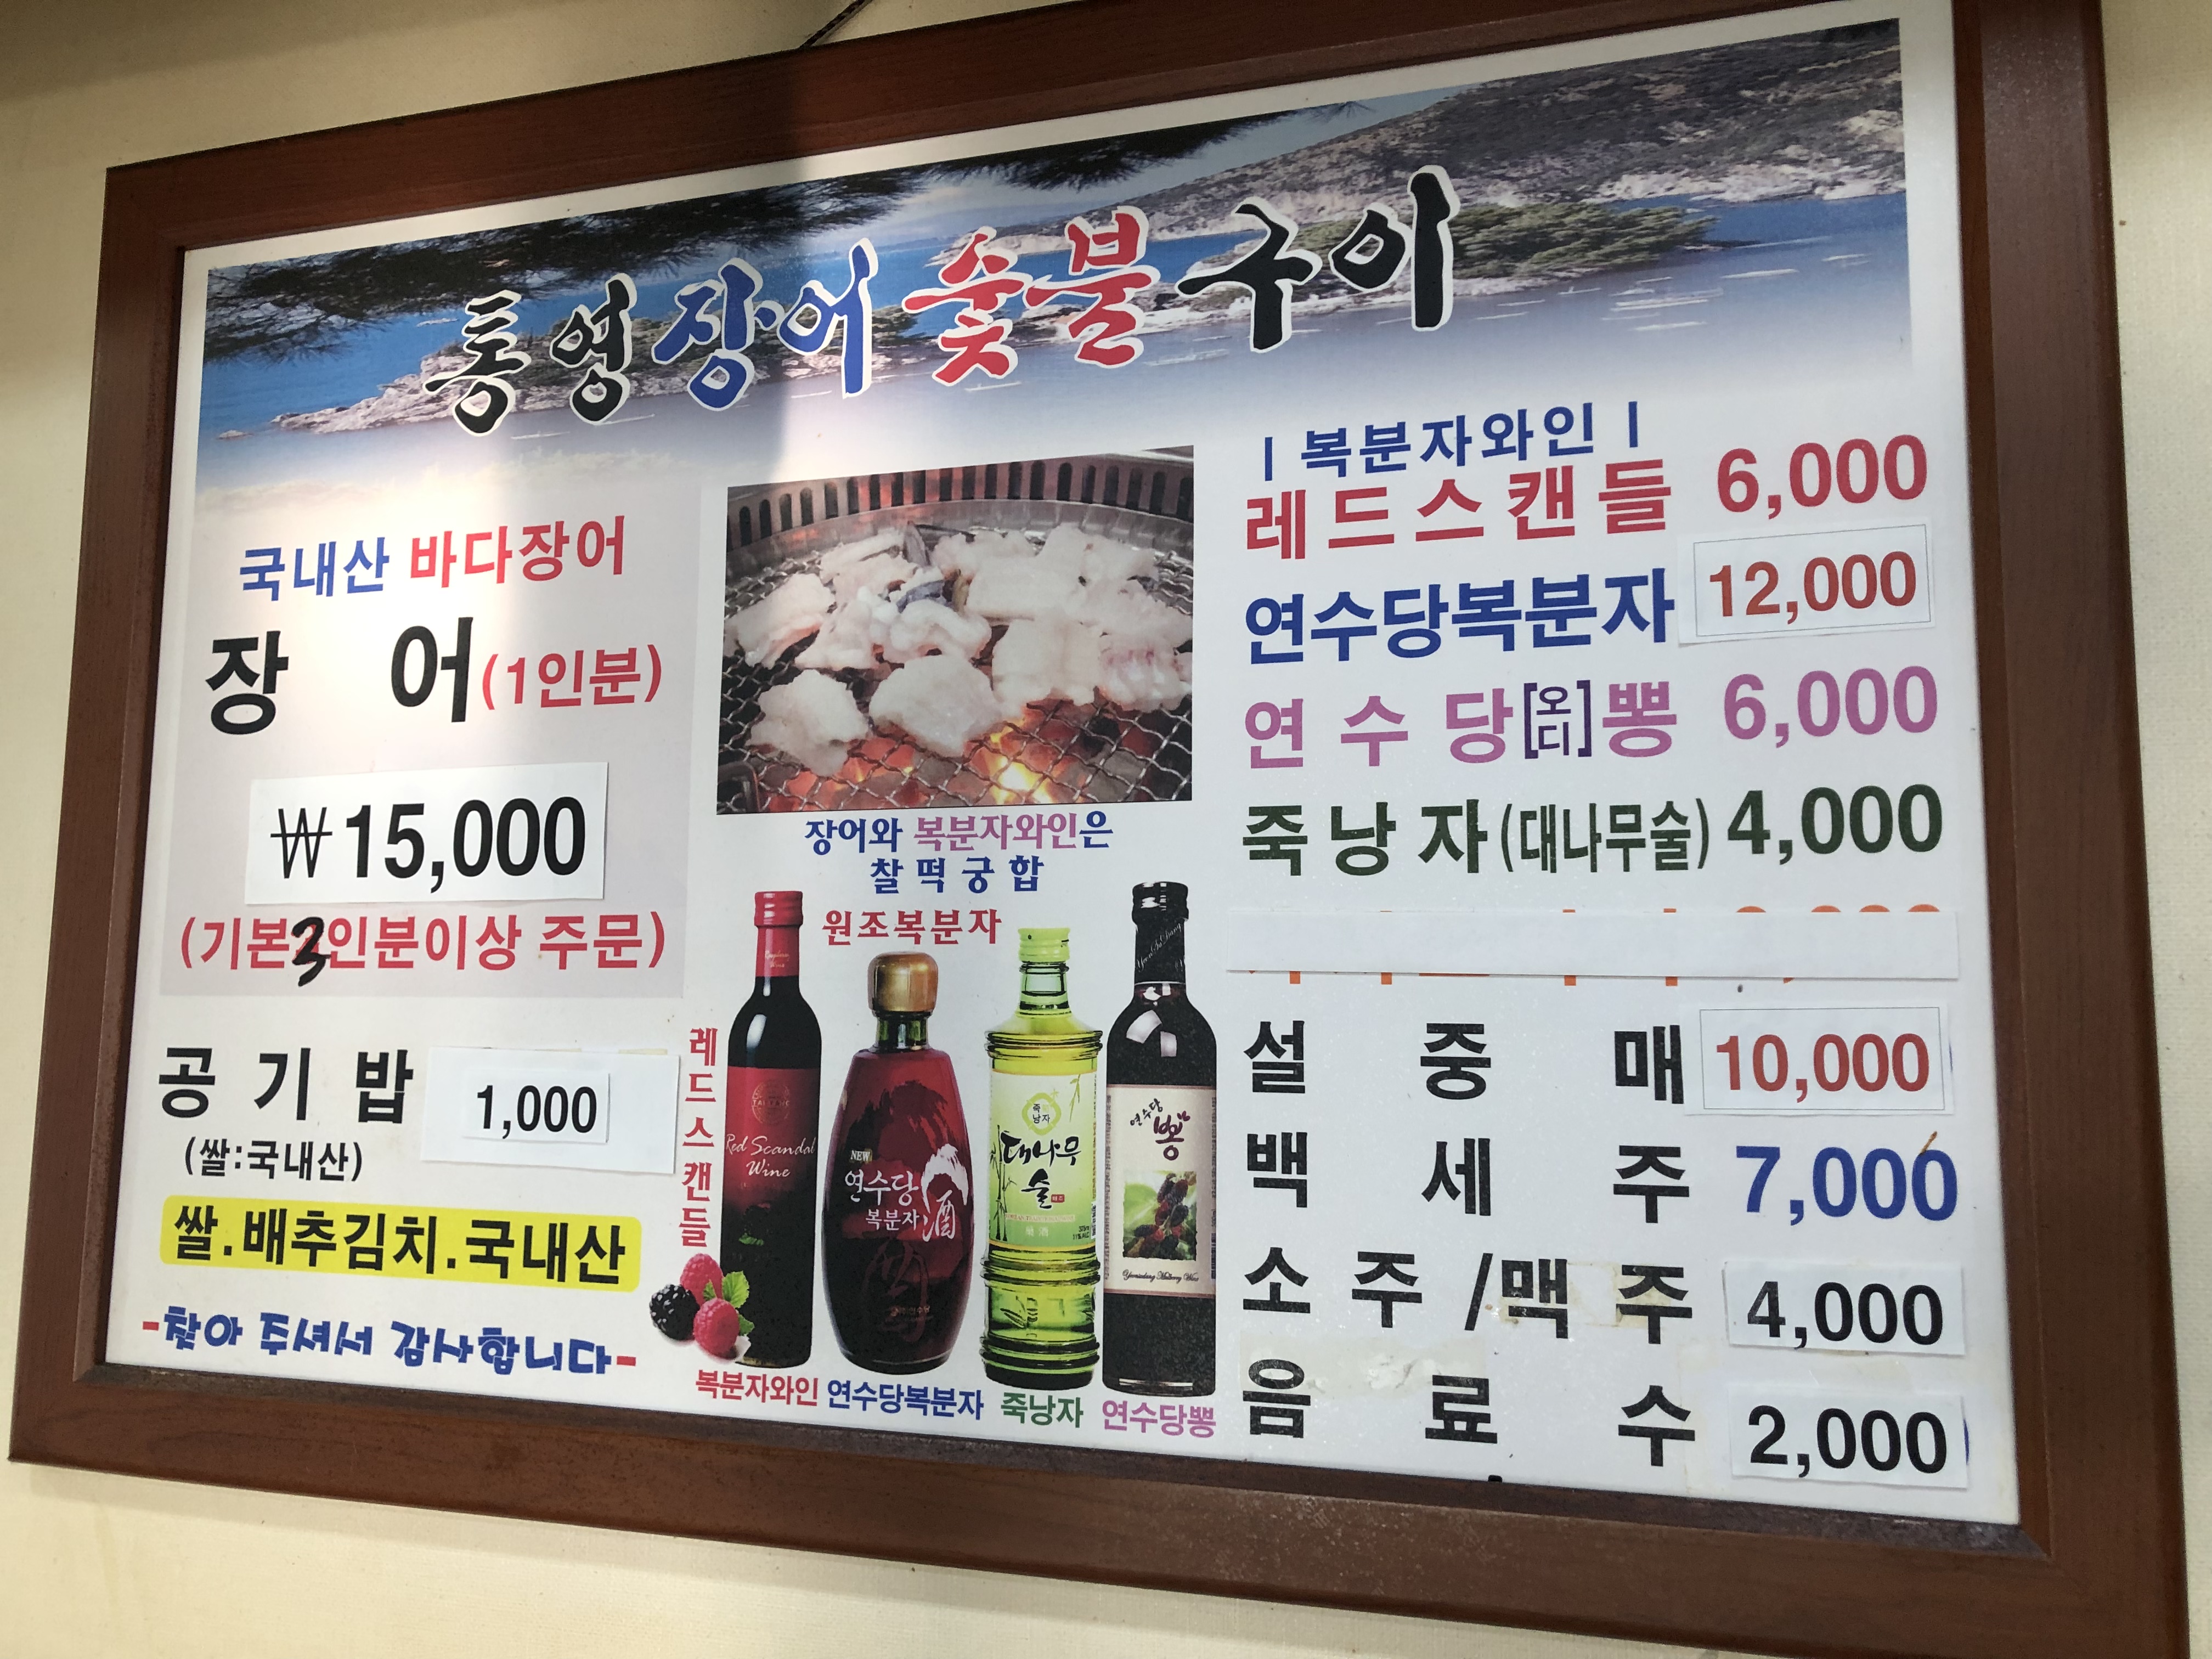 통영장어숯불구이
국내산 바다장어
장 어(1인분)
₩15,000
(기본3인분이상 주문)
공기밥 1,000
(쌀:국내산)
쌀.배추김치.국내산
-찾아 주셔서 감사합니다-
장어와 복분자와인은
찰떡궁합
원조복분자
레드스캔들
Red Scandal
Wine
NEW
연수당
복분자
酒
죽낭자
대나무
술
연수당
뽕
복분자와인 연수당복분자 죽낭자 연수당뽕
| 복분자와인 |
레드스캔들 6,000
연수당복분자 12,000
연수당[오디]뽕 6,000
죽낭자(대나무술) 4,000
설중매 10,000
백세주 7,000
소주/맥주 4,000
음료수 2,000